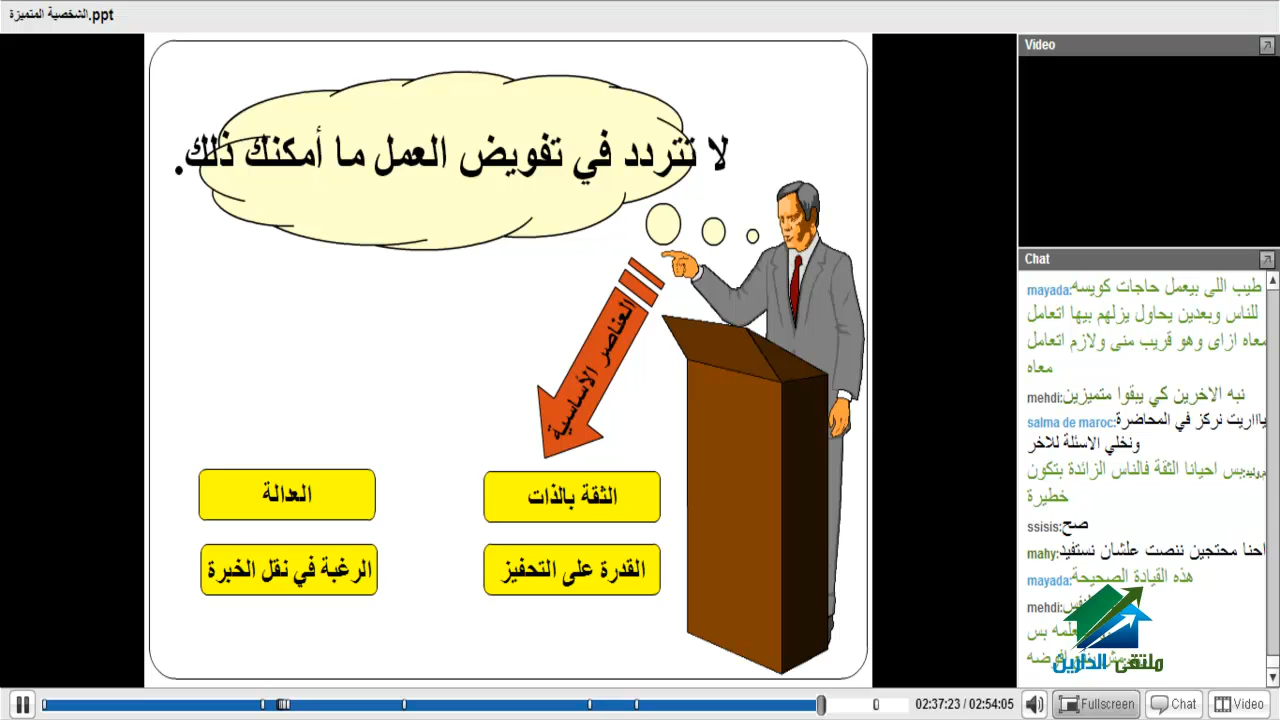 الشخصية المتميزة.ppt
لا تتردد في تفويض العمل ما أمكنك ذلك.
العناصر الأساسية
الثقة بالذات
العدالة
القدرة على التحفيز
الرغبة في نقل الخبرة
Video
Chat
mayada:طيب اللى بيعمل حاجات كويسه
للناس وبعدين يحاول يزلهم بيها اتعامل
معاه ازاى وهو قريب منى ولازم اتعامل
معاه
mehdi:نبه الاخرين كي يبقوا متميزين
salma de maroc:يااريت نركز في المحاضرة
ونخلي الاسئلة للاخر
بس احيانا الثقة فالناس الزائدة بتكون
خطيرة
ssisis:صح
mahy:احنا محتجين ننصت علشان نستفيد
mayada:هذه القيادة الصحيحة
mehdi:
بس
ملتقى الدارين
02:37:23 / 02:54:05
Fullscreen
Chat
Video